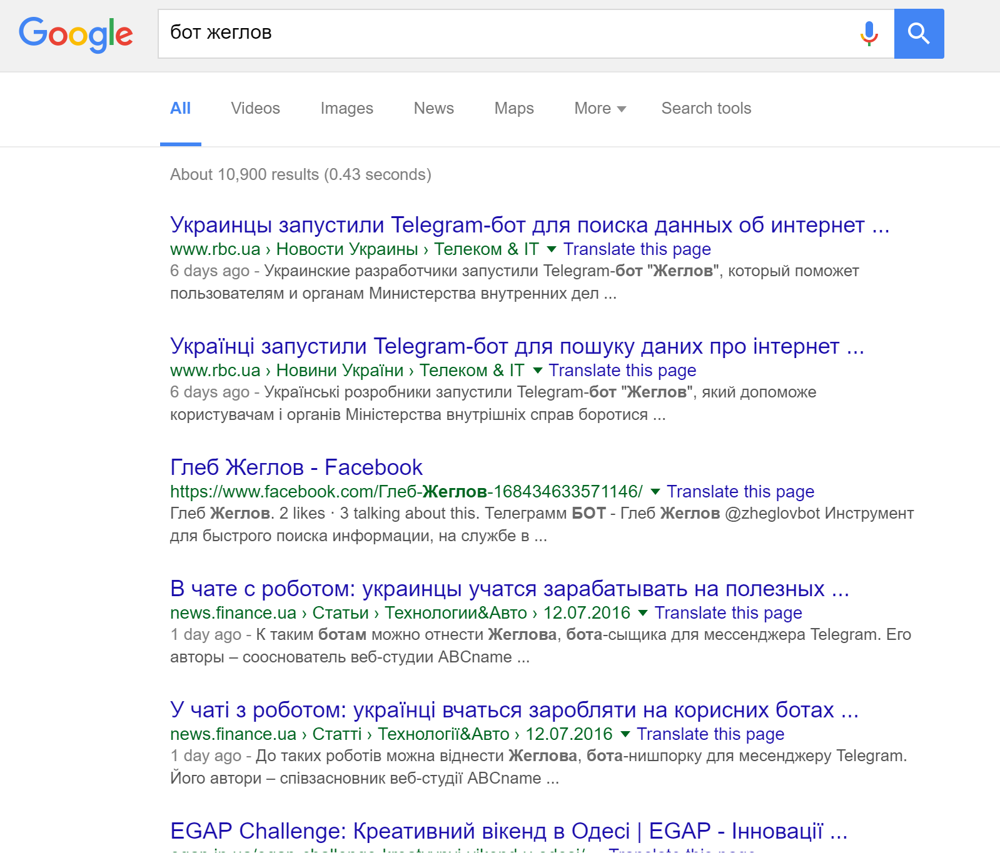 Google
бот жеглов
All Videos Images News Maps More Search tools
About 10,900 results (0.43 seconds)
Украинцы запустили Telegram-бот для поиска данных об интернет ...
www.rbc.ua › Новости Украины › Телеком & IT Translate this page
6 days ago - Украинские разработчики запустили Telegram-бот "Жеглов", который поможет
пользователям и органам Министерства внутренних дел ...
Українці запустили Telegram-бот для пошуку даних про інтернет ...
www.rbc.ua › Новини України › Телеком & IT Translate this page
6 days ago - Українські розробники запустили Telegram-бот "Жеглов", який допоможе
користувачам і органів Міністерства внутрішніх справ боротися ...
Глеб Жеглов - Facebook
https://www.facebook.com/Глеб-Жеглов-168434633571146/ Translate this page
Глеб Жеглов. 2 likes · 3 talking about this. Телеграмм БОТ - Глеб Жеглов @zheglovbot Инструмент
для быстрого поиска информации, на службе в ...
В чате с роботом: украинцы учатся зарабатывать на полезных ...
news.finance.ua › Статьи › Технологии&Авто › 12.07.2016 Translate this page
1 day ago - К таким ботам можно отнести Жеглова, бота-сыщика для мессенджера Telegram. Его
авторы – сооснователь веб-студии ABCname ...
У чаті з роботом: українці вчаться заробляти на корисних ботах ...
news.finance.ua › Статті › Технології&Авто › 12.07.2016 Translate this page
1 day ago - До таких роботів можна віднести Жеглова, бота-нишпорку для месенджеру Telegram.
Його автори – співзасновник веб-студії ABCname ...
EGAP Challenge: Креативний вікенд в Одесі | EGAP - Інновації ...